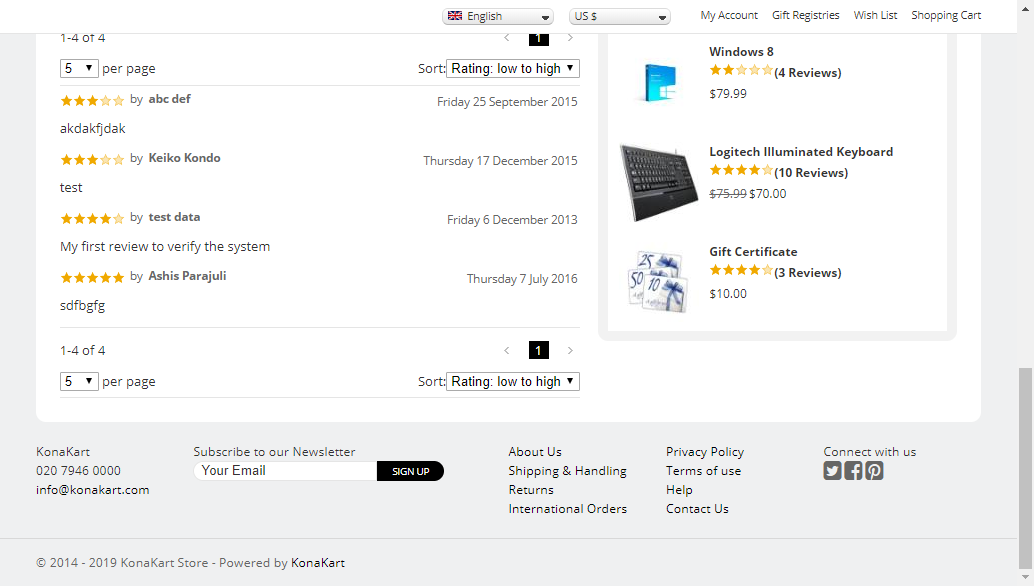 English
US $
My Account
Gift Registries
Wish List
Shopping Cart
1-4 of 4
< 1 >
5 per page
Sort: Rating: low to high
by abc def
Friday 25 September 2015
akdakfjdak
by Keiko Kondo
Thursday 17 December 2015
test
by test data
Friday 6 December 2013
My first review to verify the system
by Ashis Parajuli
Thursday 7 July 2016
sdfbgfg
1-4 of 4
< 1 >
5 per page
Sort: Rating: low to high
Windows 8
(4 Reviews)
$79.99
Logitech Illuminated Keyboard
(10 Reviews)
$75.99 $70.00
25
50
10
Gift Certificate
(3 Reviews)
$10.00
KonaKart
020 7946 0000
info@konakart.com
Subscribe to our Newsletter
Your Email
SIGN UP
About Us
Shipping & Handling
Returns
International Orders
Privacy Policy
Terms of use
Help
Contact Us
Connect with us
© 2014 - 2019 KonaKart Store - Powered by KonaKart